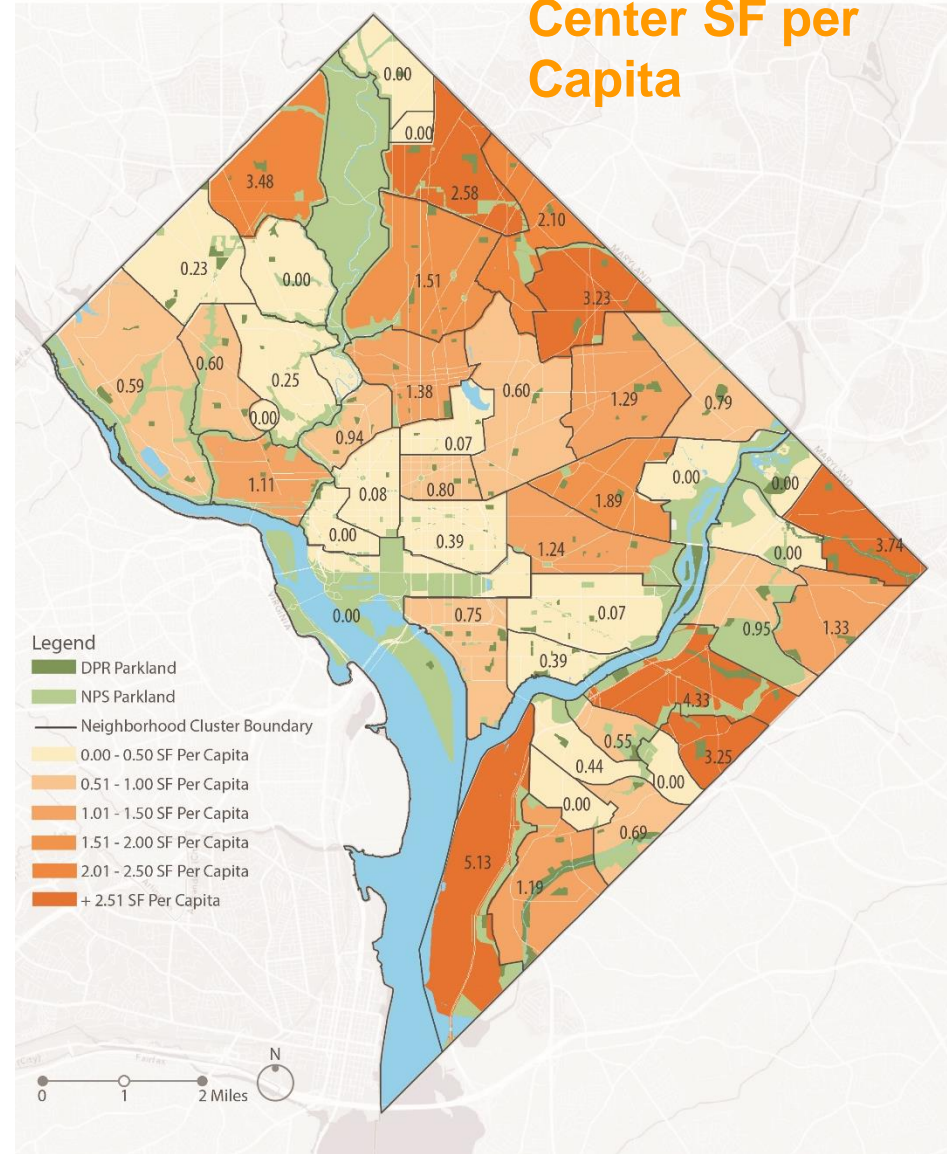 Center SF per
Capita
0.00
0.00
3.48
2.58
2.10
0.23
0.00
1.51
3.23
MARYLAND
0.59
0.60
0.25
1.38
0.60
1.29
0.79
0.00
0.94
0.07
MARYLAND
1.11
0.08
0.80
1.89
0.00
0.00
0.00
0.39
1.24
0.00
3.74
VIRGINIA
0.00
0.75
0.07
0.95
1.33
0.39
4.33
0.55
3.25
0.44
0.00
0.00
0.69
5.13
1.19
Legend
DPR Parkland
NPS Parkland
Neighborhood Cluster Boundary
0.00 - 0.50 SF Per Capita
0.51 - 1.00 SF Per Capita
1.01 - 1.50 SF Per Capita
1.51 - 2.00 SF Per Capita
2.01 - 2.50 SF Per Capita
+ 2.51 SF Per Capita
N
0 1 2 Miles